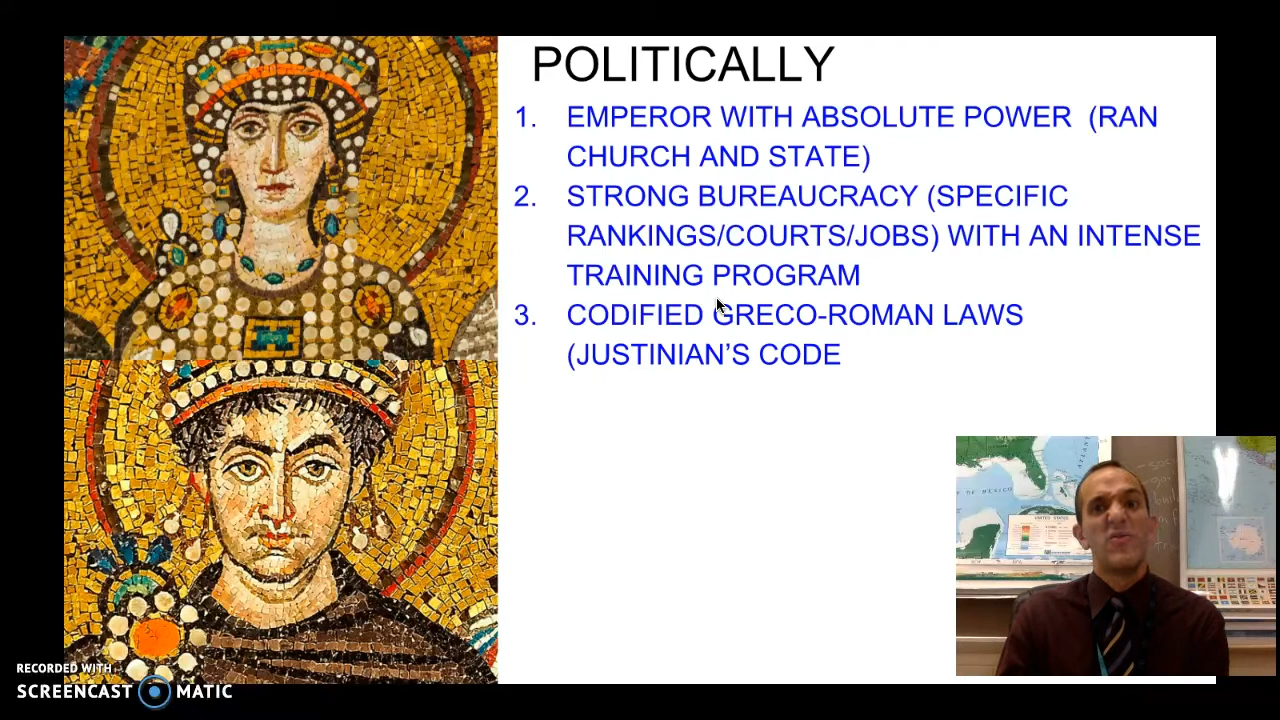 POLITICALLY
1. EMPEROR WITH ABSOLUTE POWER (RAN
CHURCH AND STATE)
2. STRONG BUREAUCRACY (SPECIFIC
RANKINGS/COURTS/JOBS) WITH AN INTENSE
TRAINING PROGRAM
3. CODIFIED GRECO-ROMAN LAWS
(JUSTINIAN’S CODE
RECORDED WITH
SCREENCAST MATIC